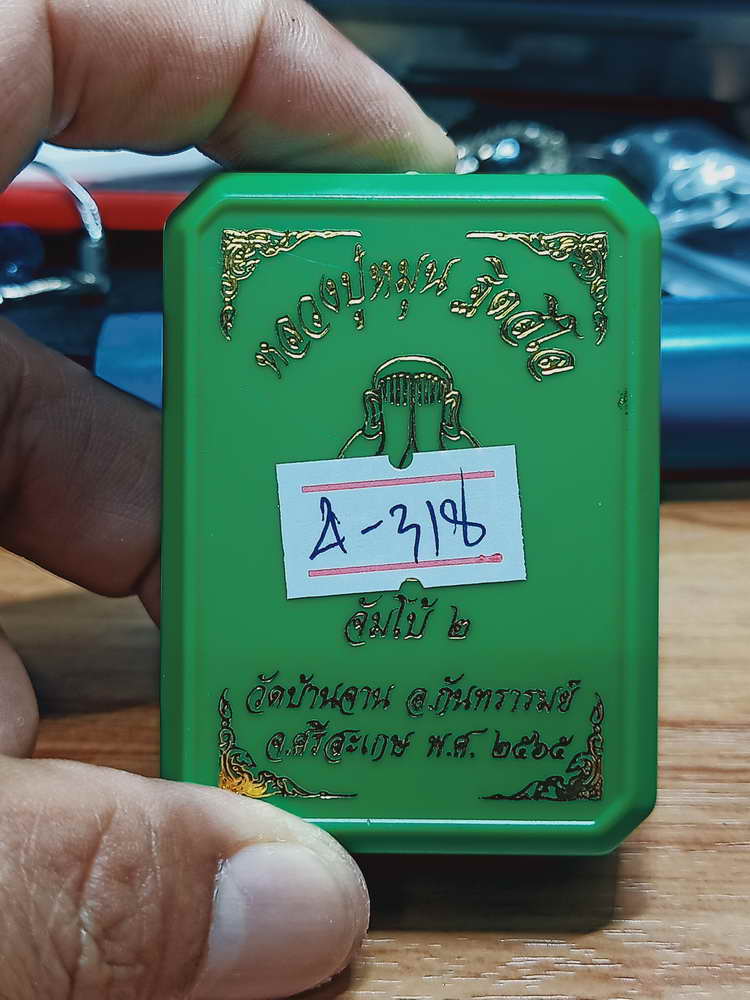 หลวงปู่หมุน ฐิตสีโล
จัมโบ้ ๒
วัดบ้านจาน อ.กันทรารมย์
จ.ศรีสะเกษ พ.ศ. ๒๕๖๕